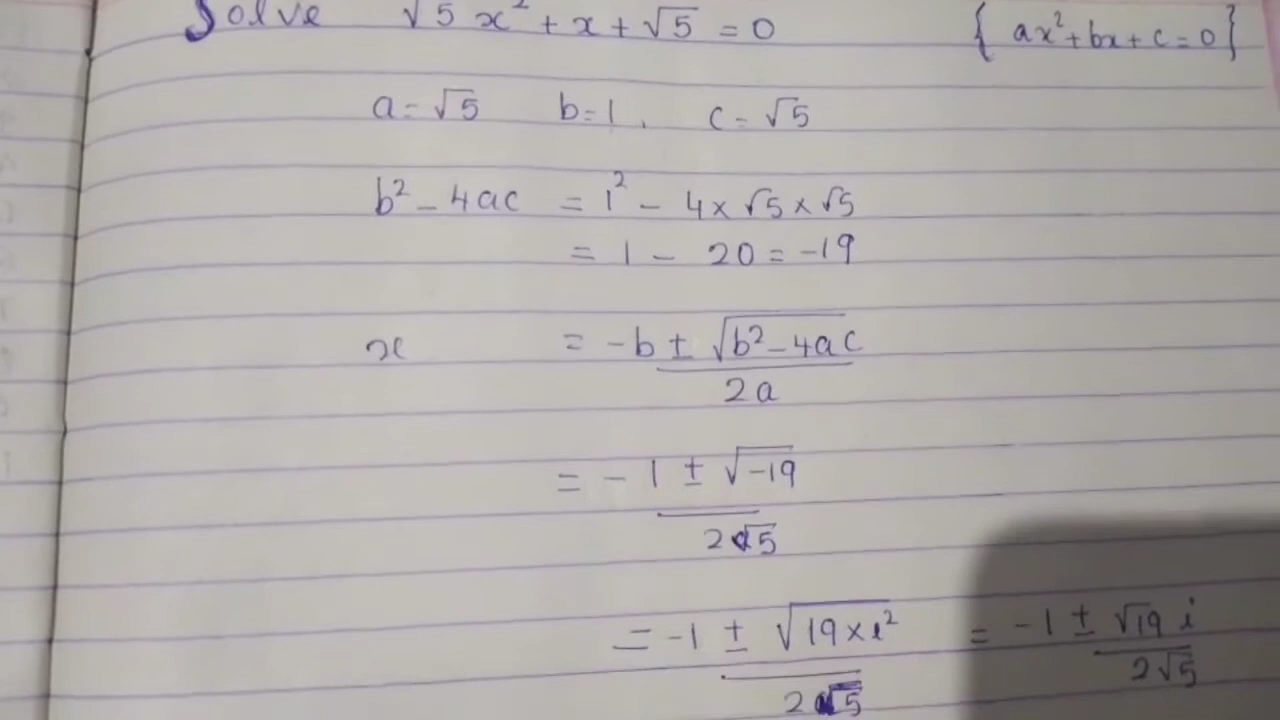 Solve √5 x² + x + √5 = 0 { ax² + bx + c = 0 }
a = √5 b = 1 , c = √5
b² - 4ac = 1² - 4 × √5 × √5
= 1 - 20 = -19
x = -b ± √(b² - 4ac) / 2a
= -1 ± √(-19) / 2√5
= -1 ± √(19 × i²) / 2√5 = -1 ± √19 i / 2√5